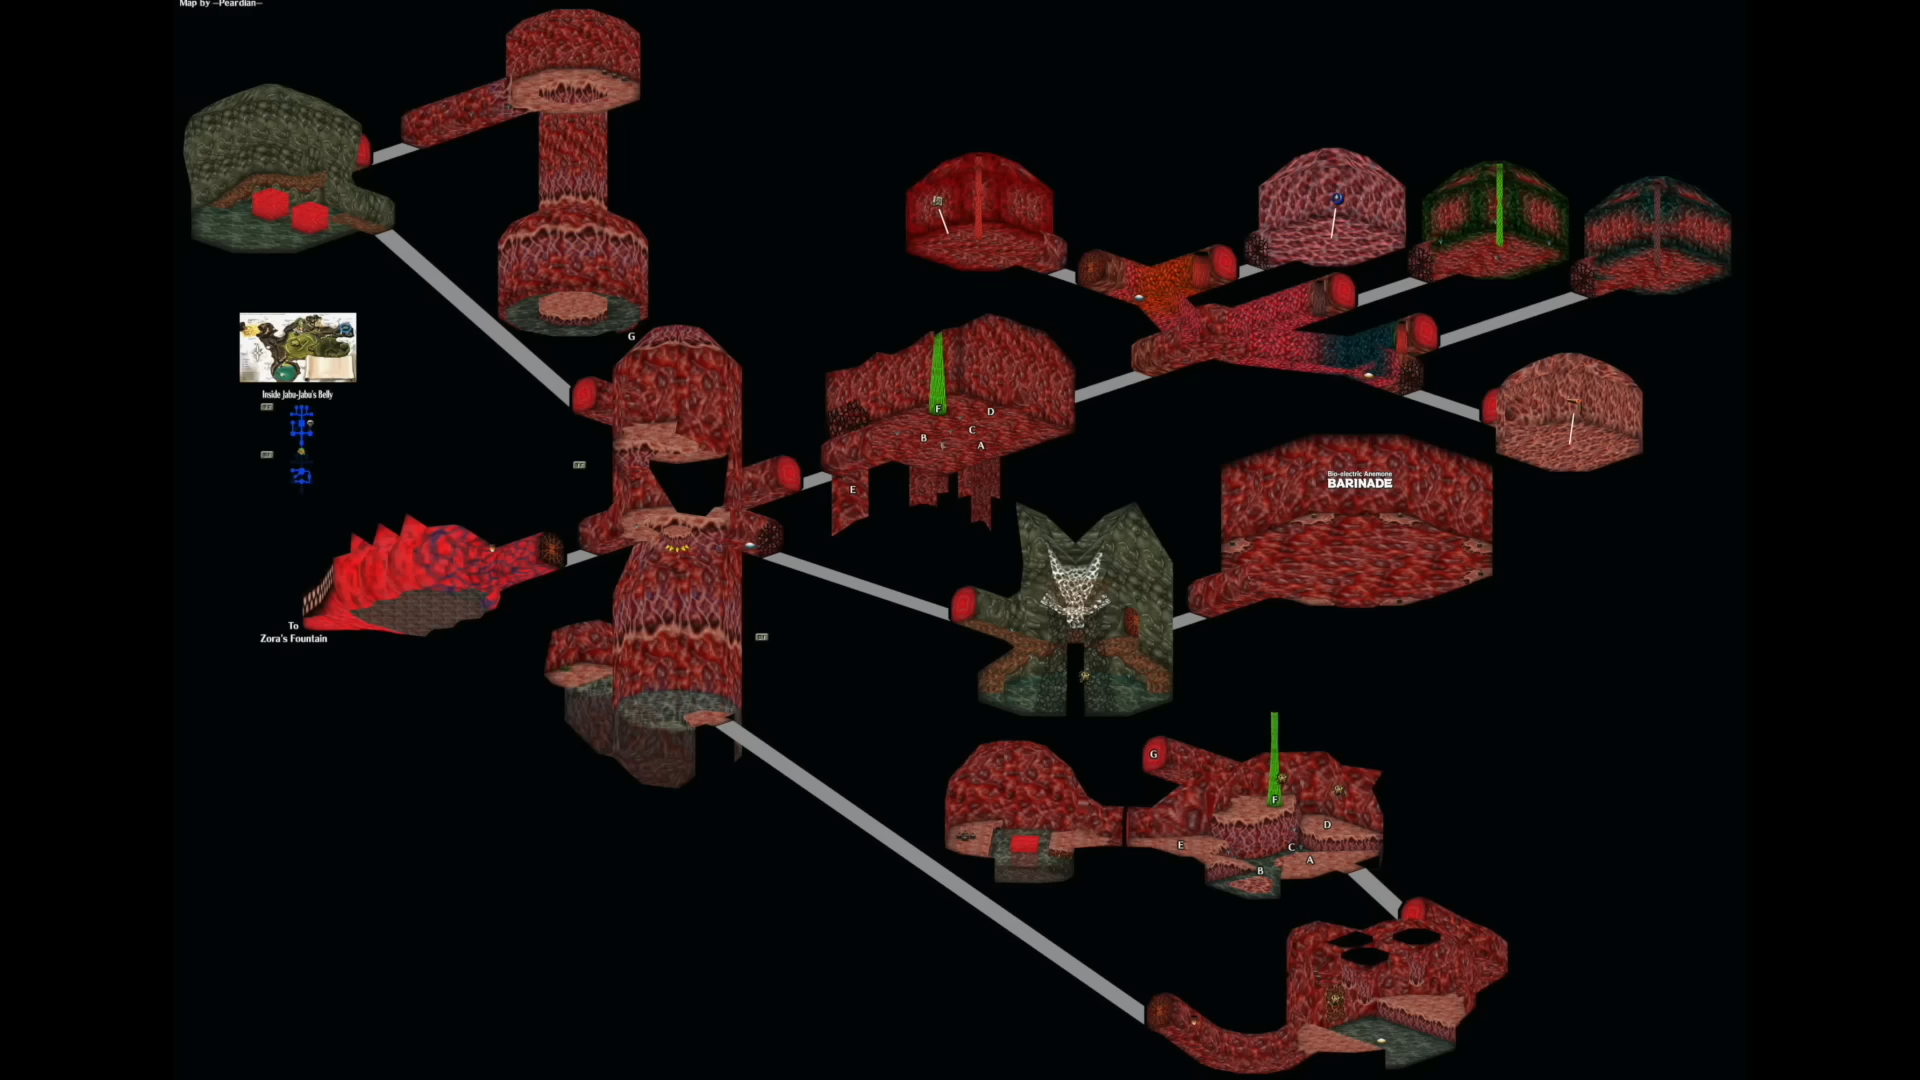 Map by ~Peardian~
G
Inside Jabu-Jabu's Belly
F
D
C
B
A
E
Bio-electric Anemone
BARINADE
To
Zora's Fountain
G
F
D
E
C
A
B